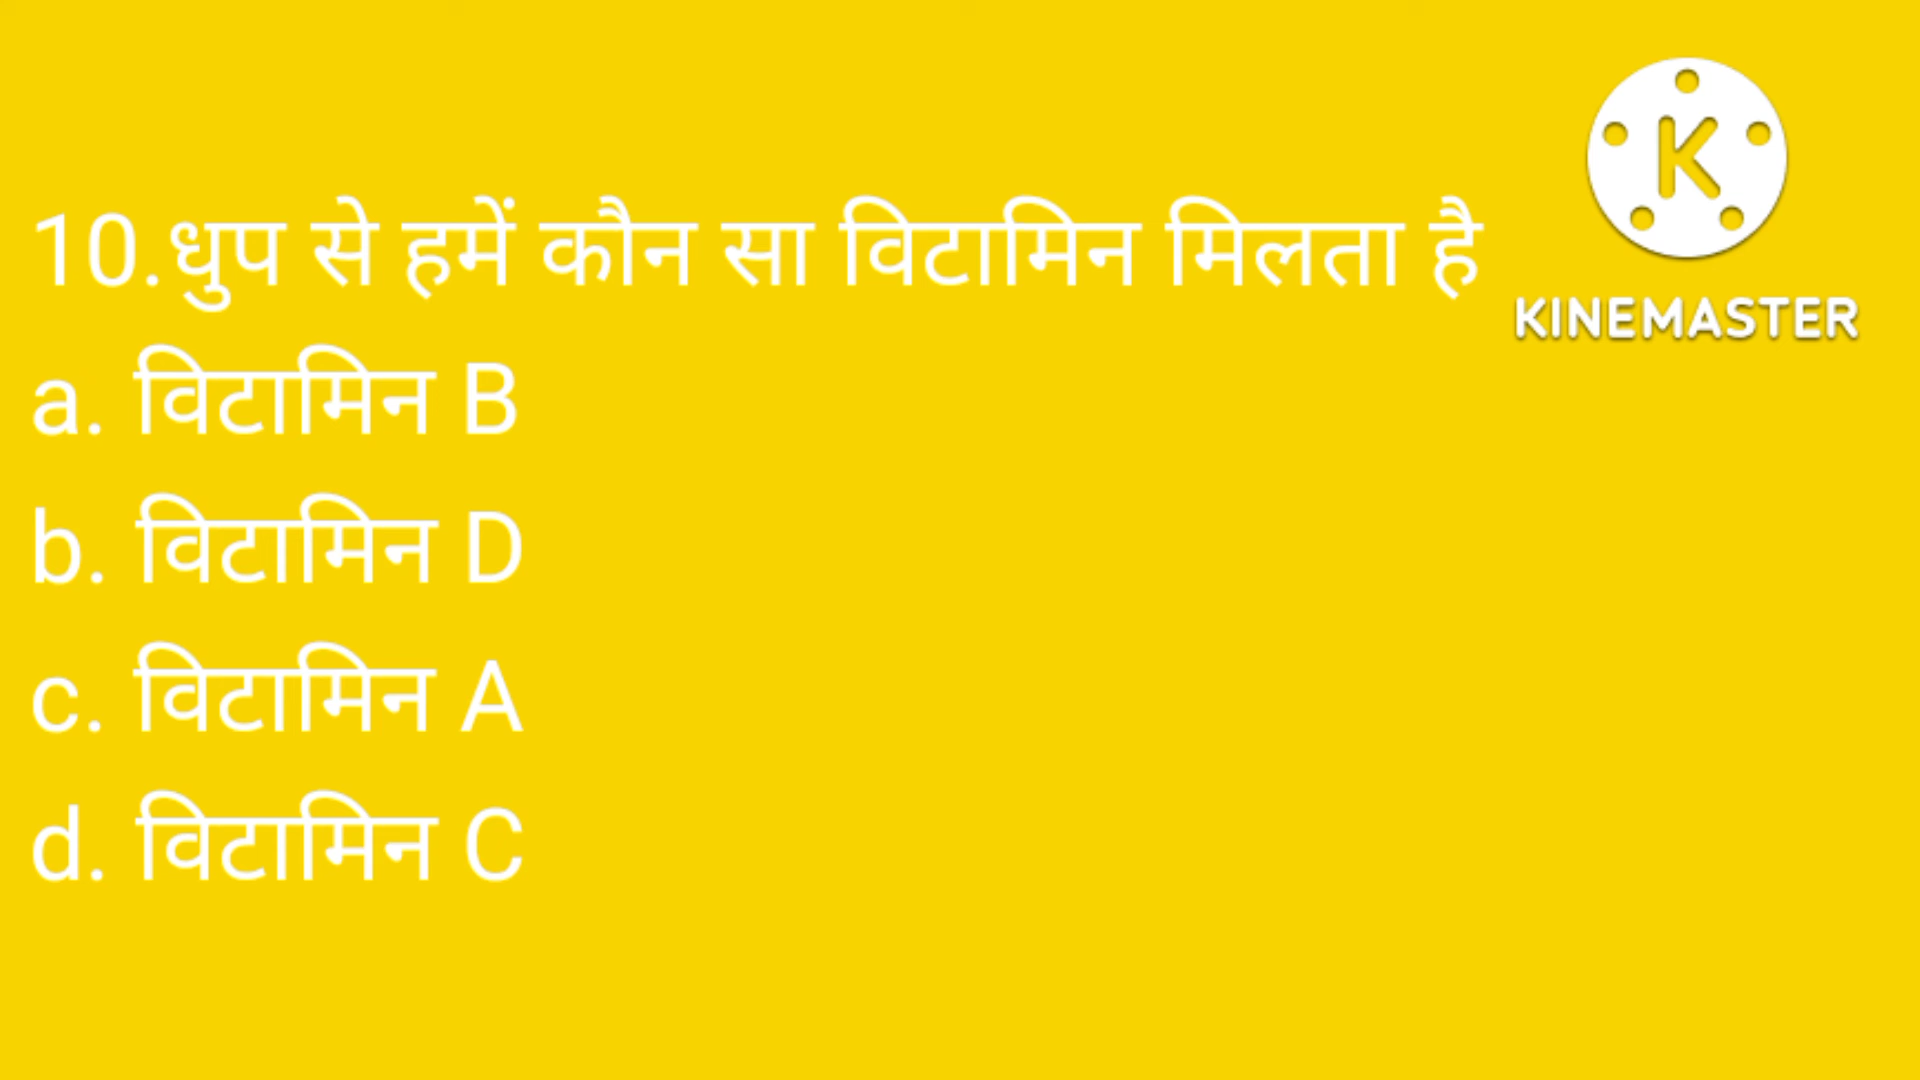 10.धुप से हमें कौन सा विटामिन मिलता है
a. विटामिन B
b. विटामिन D
c. विटामिन A
d. विटामिन C
K
KINEMASTER